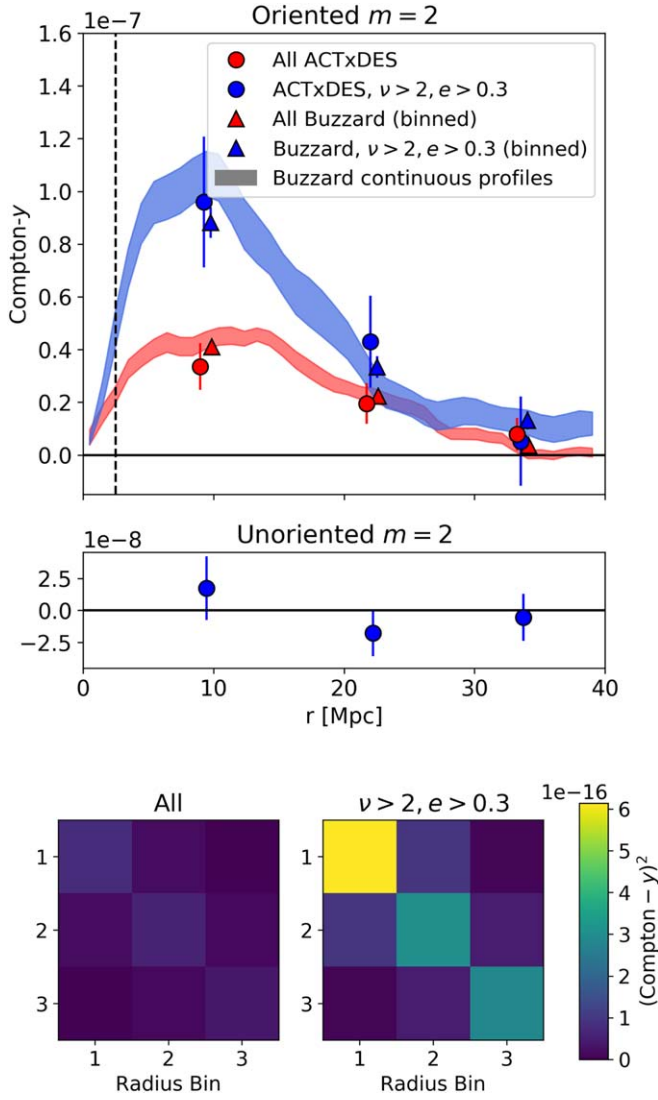 Oriented m = 2
1e-7
1.6
1.4
1.2
1.0
0.8
0.6
0.4
0.2
0.0
Compton-y
All ACTxDES
ACTxDES, ν > 2, e > 0.3
All Buzzard (binned)
Buzzard, ν > 2, e > 0.3 (binned)
Buzzard continuous profiles
Unoriented m = 2
1e-8
2.5
0.0
−2.5
0 10 20 30 40
r [Mpc]
All
1
2
3
1 2 3
Radius Bin
ν > 2, e > 0.3
1
2
3
1 2 3
Radius Bin
1e-16
6
5
4
3
2
1
0
(Compton − y)²